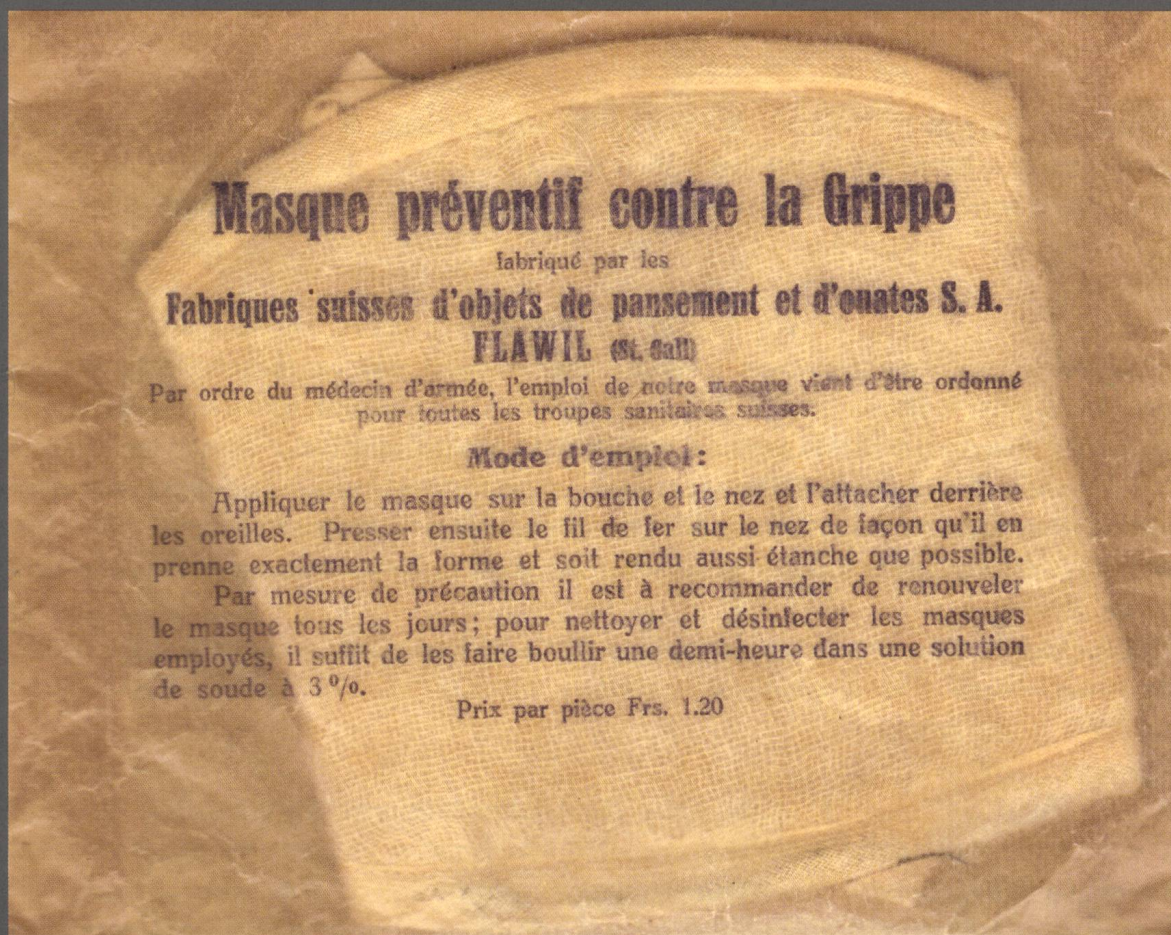 Masque préventif contre la Grippe
fabriqué par les
Fabriques suisses d'objets de pansement et d'ouates S. A.
FLAWIL (St. Gall)
Par ordre du médecin d'armée, l'emploi de notre masque vient d'être ordonné
pour toutes les troupes sanitaires suisses.
Mode d'emploi:
Appliquer le masque sur la bouche et le nez et l'attacher derrière
les oreilles. Presser ensuite le fil de fer sur le nez de façon qu'il en
prenne exactement la forme et soit rendu aussi étanche que possible.
Par mesure de précaution il est à recommander de renouveler
le masque tous les jours; pour nettoyer et désinfecter les masques
employés, il suffit de les faire boullir une demi-heure dans une solution
de soude à 3 %.
Prix par pièce Frs. 1.20